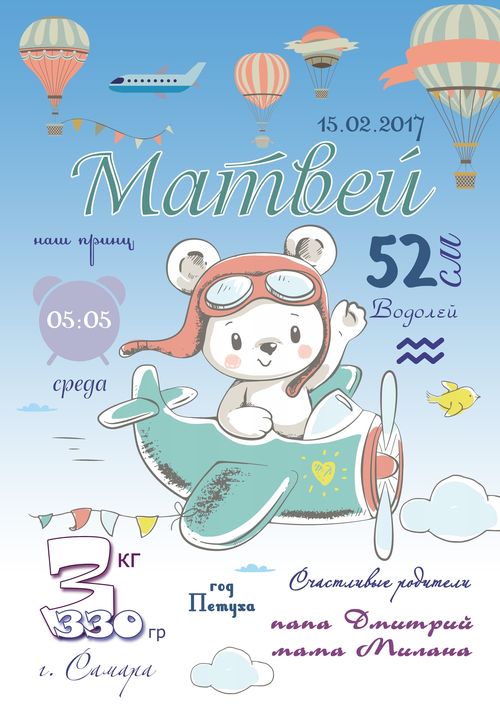 15.02.2017
Матвей
наш принц
52 см
05:05
Водолей
среда
3 кг
330 гр
г. Самара
год
Петуха
Счастливые родители
папа Дмитрий
мама Милана